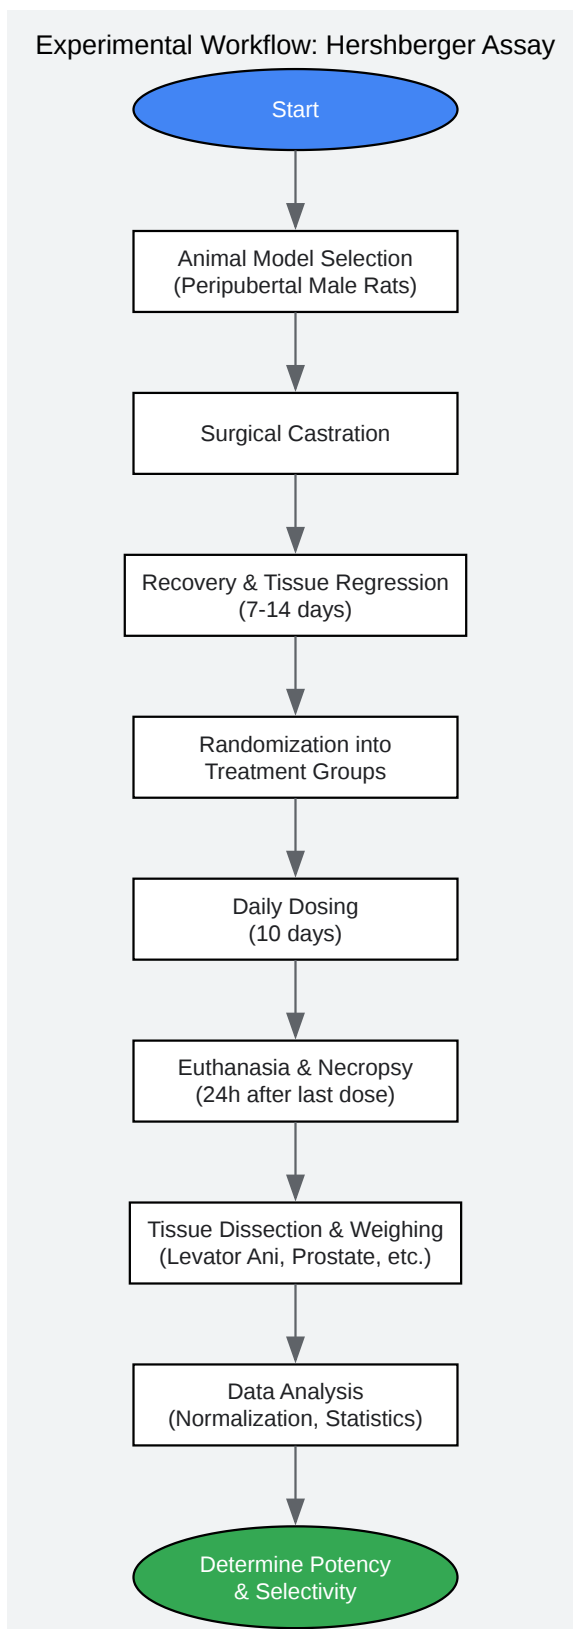 Experimental Workflow: Hershberger Assay
Start
Animal Model Selection
(Peripubertal Male Rats)
Surgical Castration
Recovery & Tissue Regression
(7-14 days)
Randomization into
Treatment Groups
Daily Dosing
(10 days)
Euthanasia & Necropsy
(24h after last dose)
Tissue Dissection & Weighing
(Levator Ani, Prostate, etc.)
Data Analysis
(Normalization, Statistics)
Determine Potency
& Selectivity